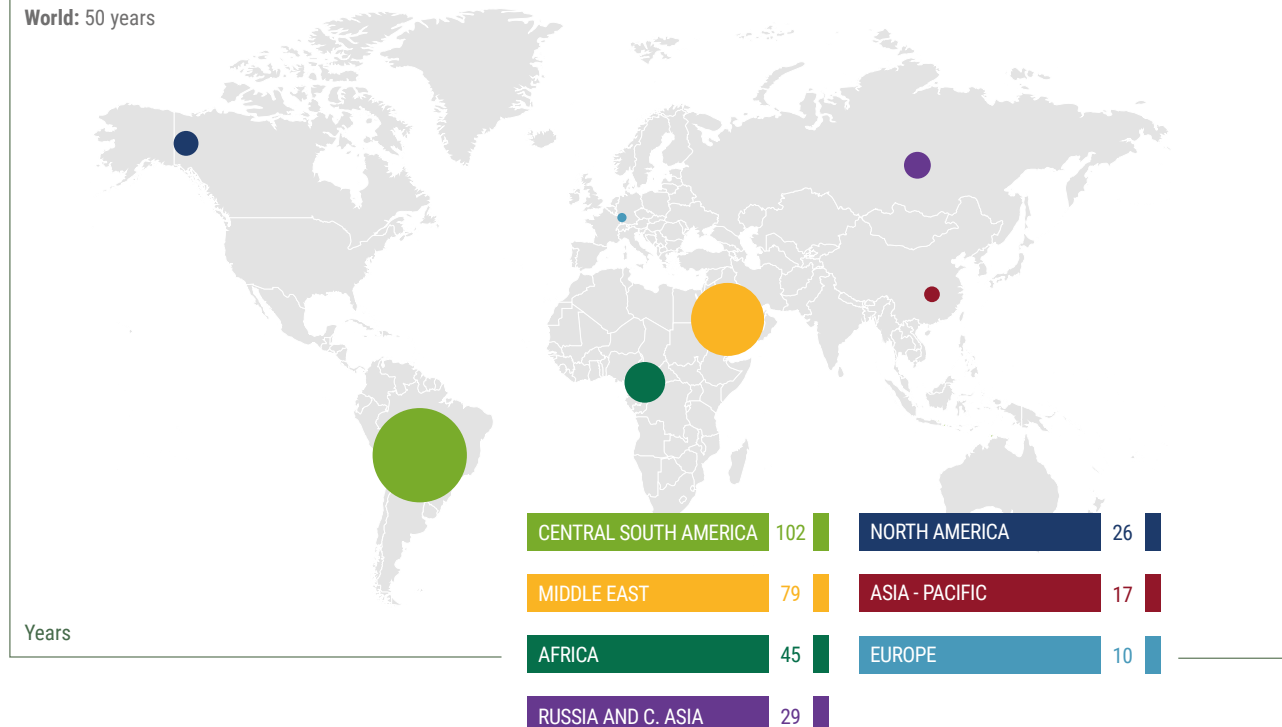 World: 50 years
CENTRAL SOUTH AMERICA 102
NORTH AMERICA 26
MIDDLE EAST 79
ASIA - PACIFIC 17
Years
AFRICA 45
EUROPE 10
RUSSIA AND C. ASIA 29